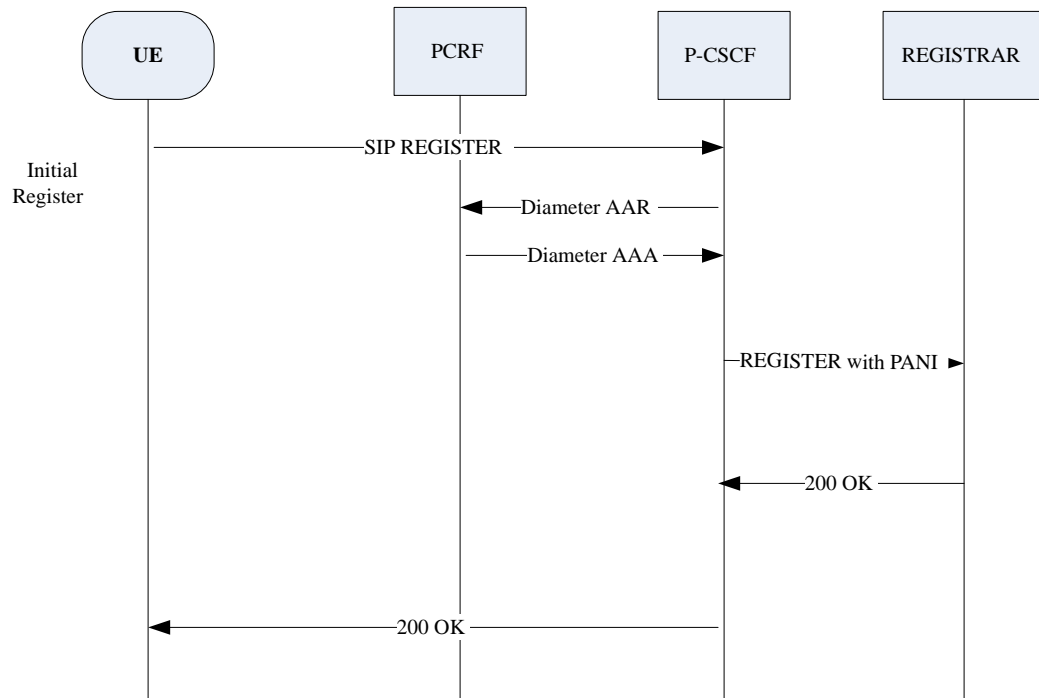 UE
PCRF
P-CSCF
REGISTRAR
SIP REGISTER
Initial
Register
Diameter AAR
Diameter AAA
REGISTER with PANI
200 OK
200 OK